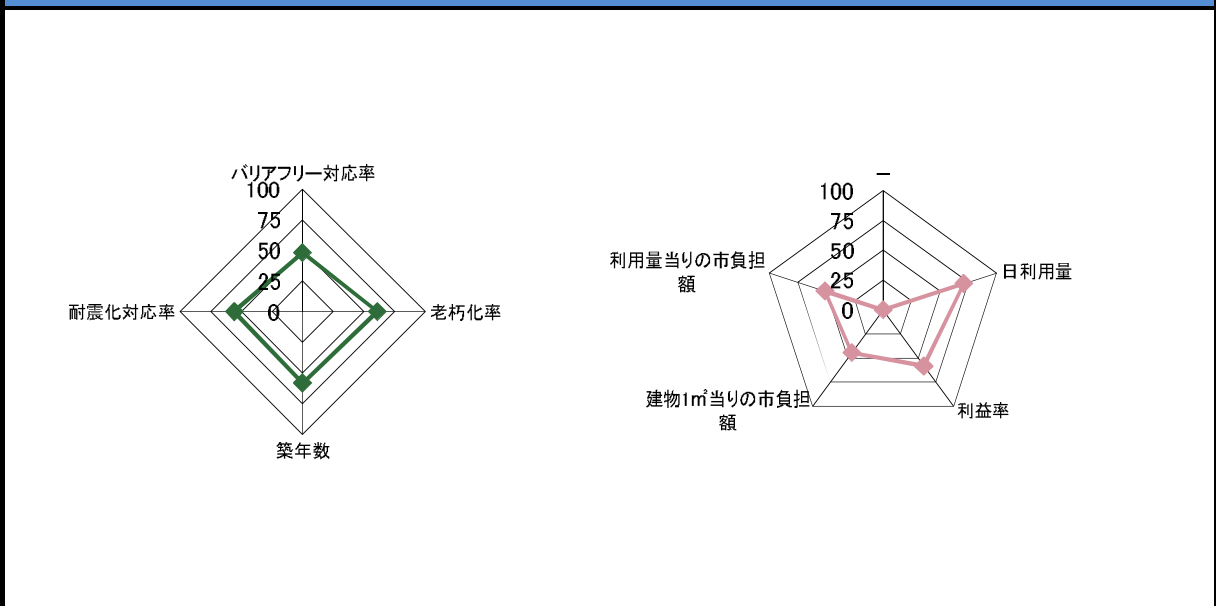 バリアフリー対応率
100
75
50
25
0
耐震化対応率
老朽化率
築年数
ー
100
75
50
25
0
利用量当りの市負担
額
日利用量
建物1㎡当りの市負担
額
利益率